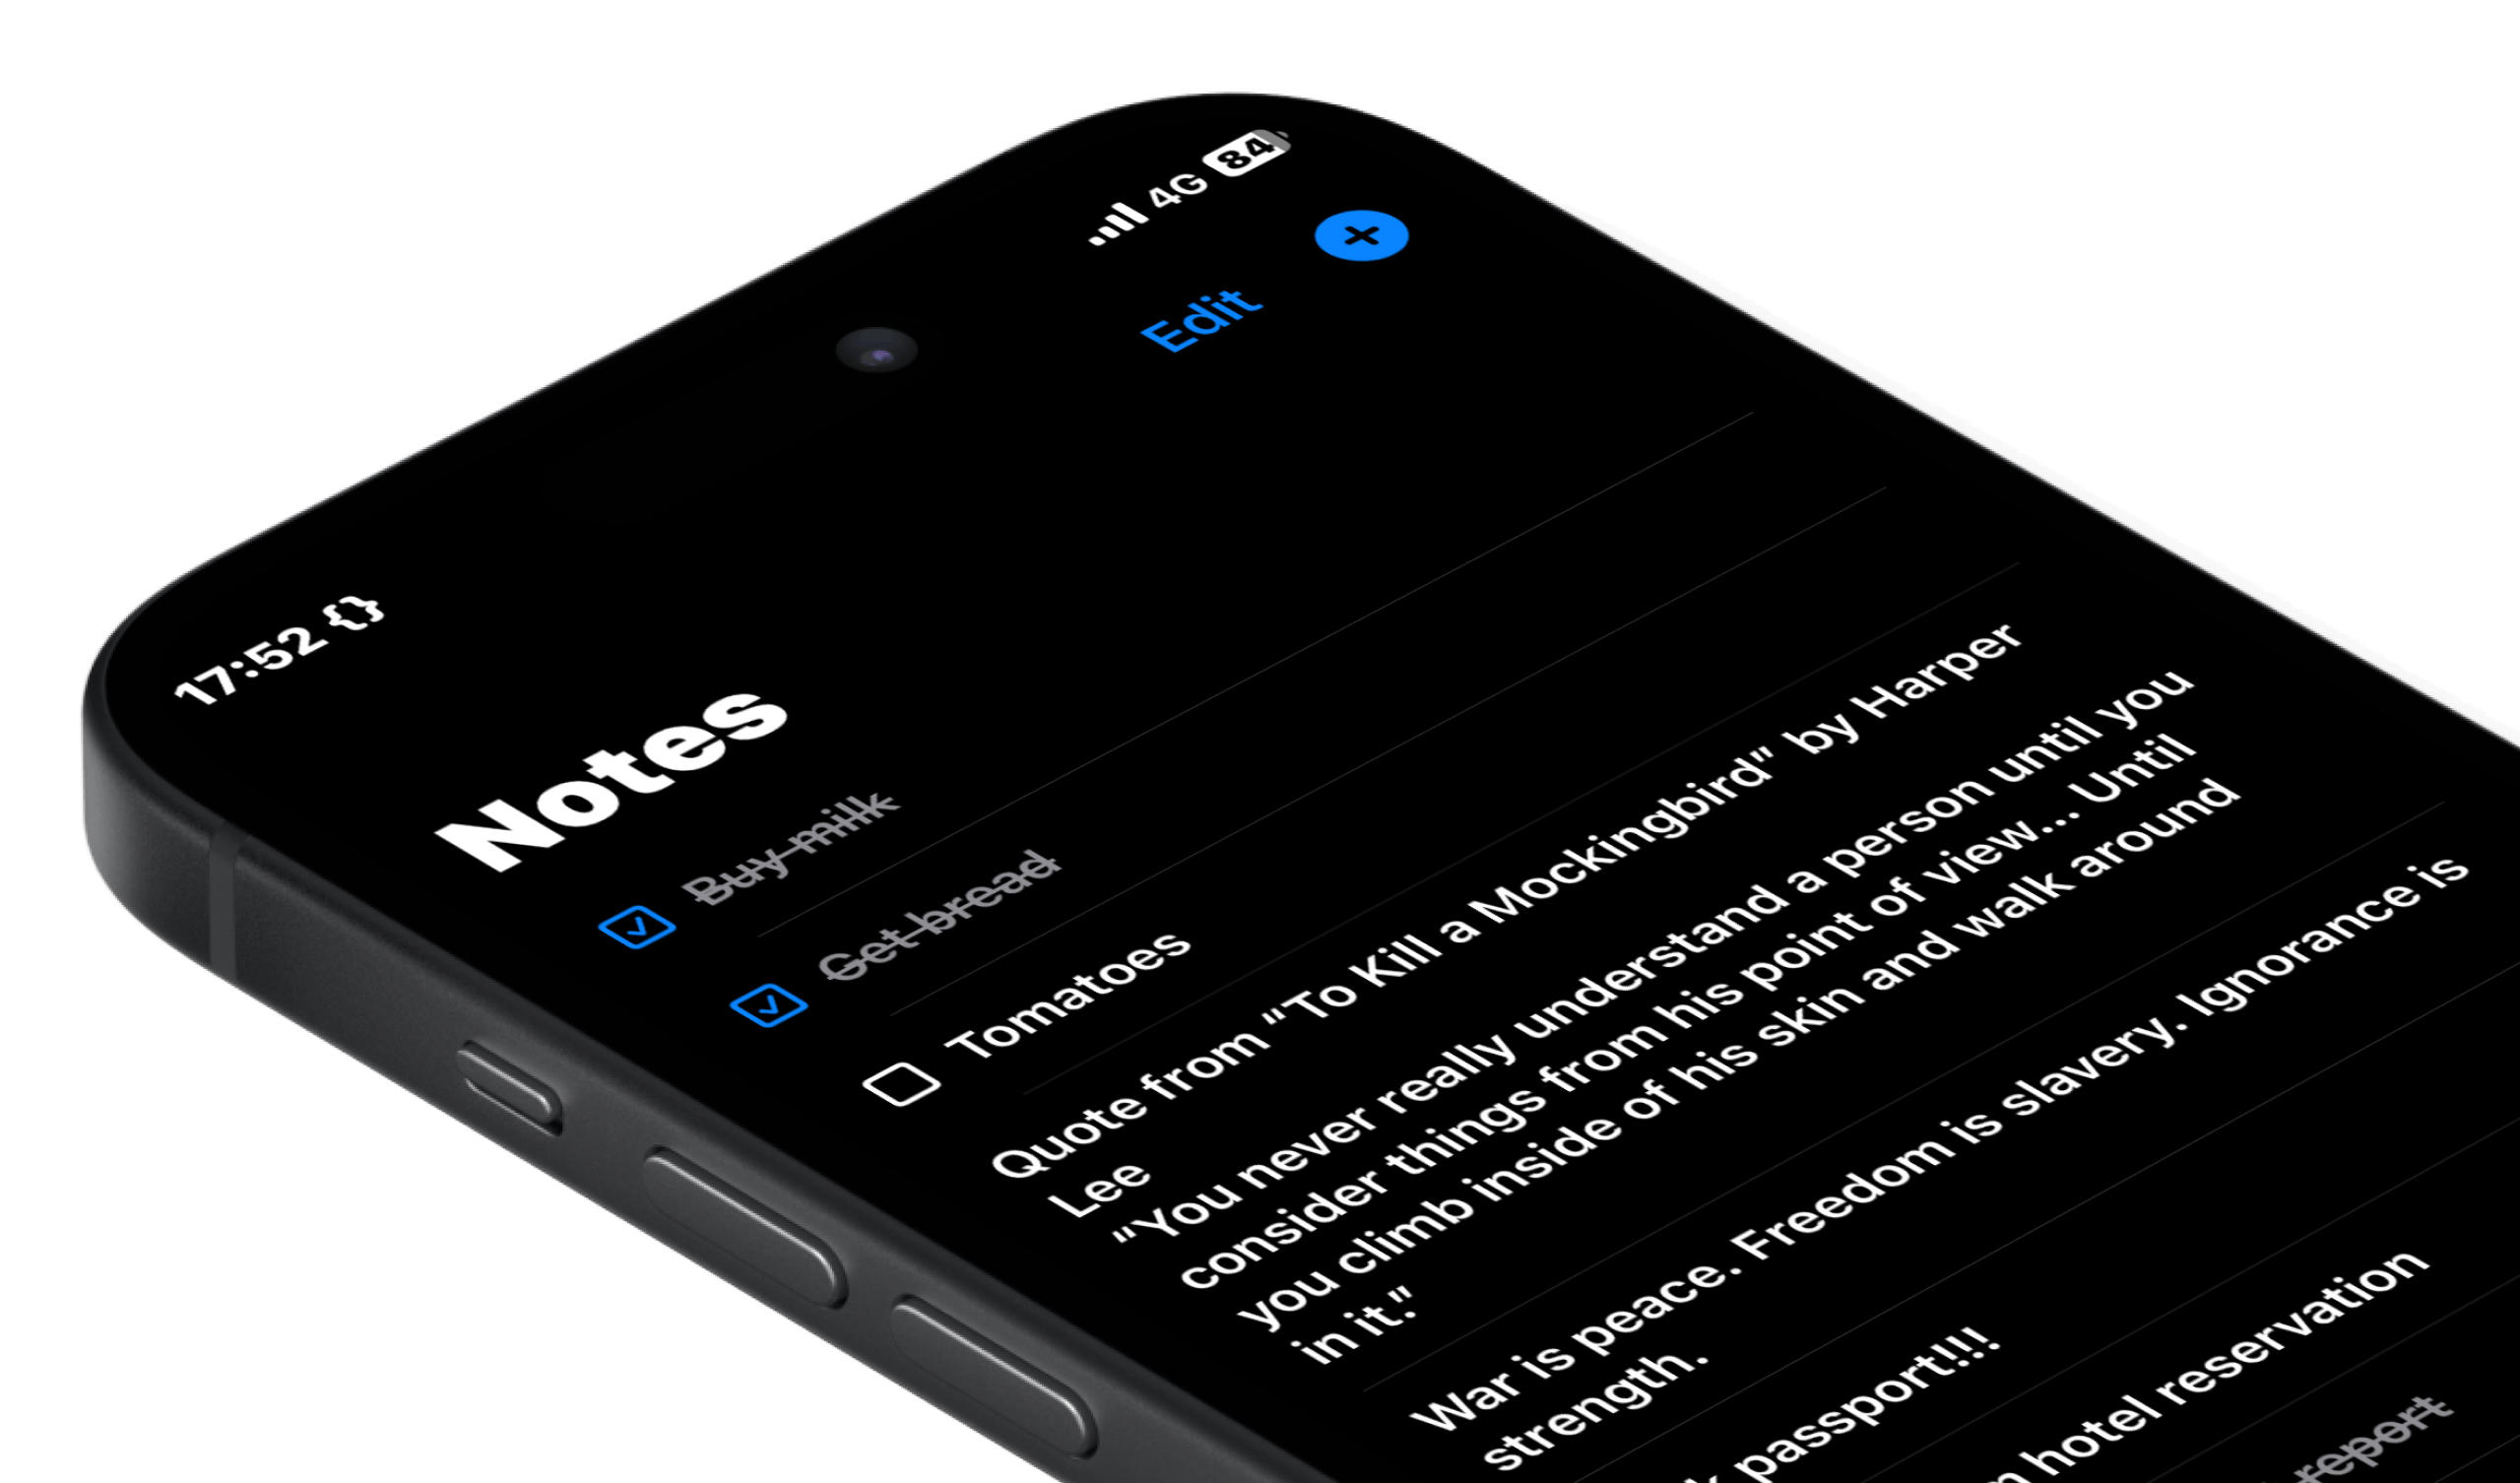 17:52 {}
4G 84
Edit
Notes
Buy milk
Get bread
Tomatoes
Quote from "To Kill a Mockingbird" by Harper
Lee
"You never really understand a person until you
consider things from his point of view... Until
you climb inside of his skin and walk around
in it."
War is peace. Freedom is slavery. Ignorance is
strength.
passport!!!
hotel reservation
report